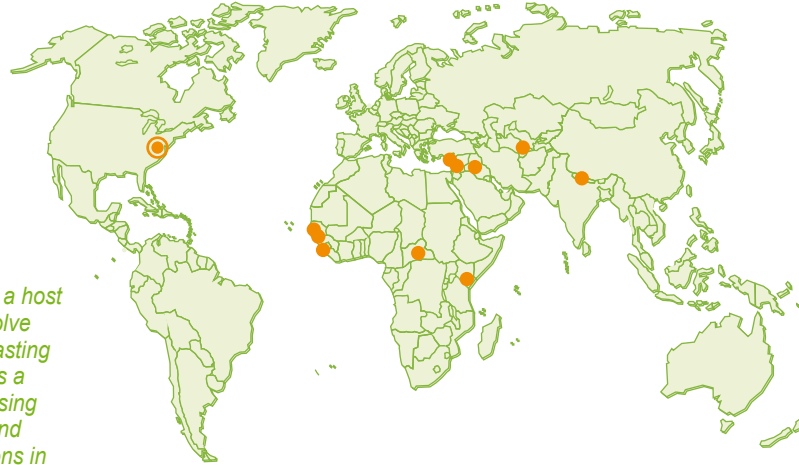 a host
olve
asting
s a
sing
nd
ons in